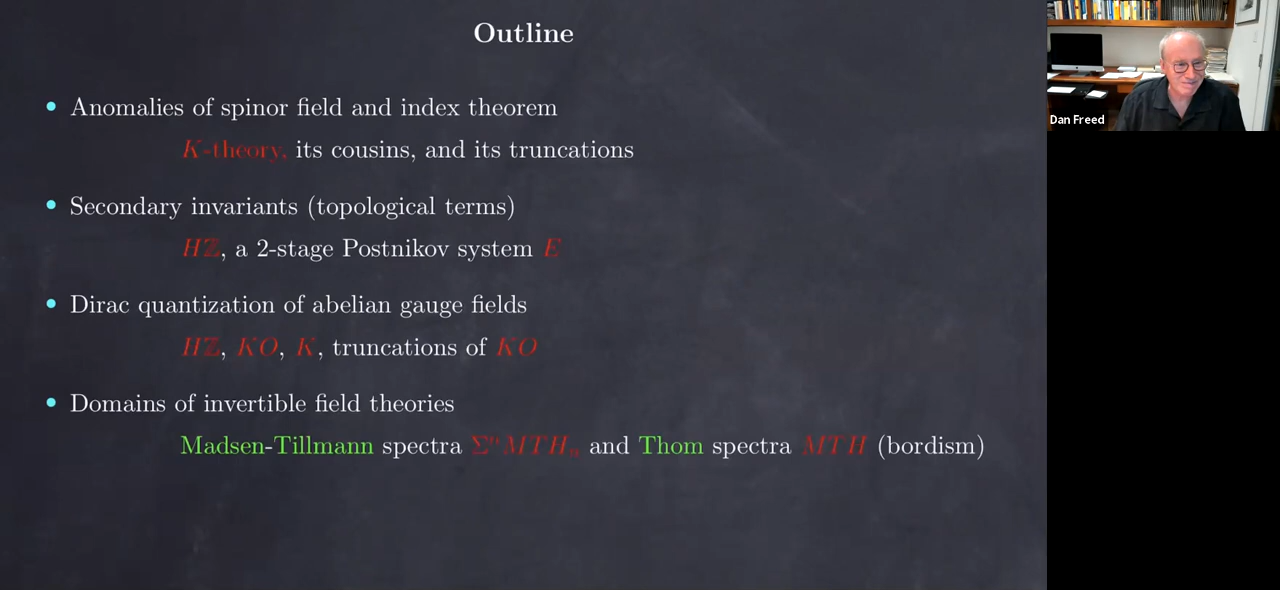 Outline
• Anomalies of spinor field and index theorem
K-theory, its cousins, and its truncations
• Secondary invariants (topological terms)
Hℤ, a 2-stage Postnikov system E
• Dirac quantization of abelian gauge fields
Hℤ, KO, K, truncations of KO
• Domains of invertible field theories
Madsen-Tillmann spectra ΣⁿMTHₙ and Thom spectra MTH (bordism)
Dan Freed